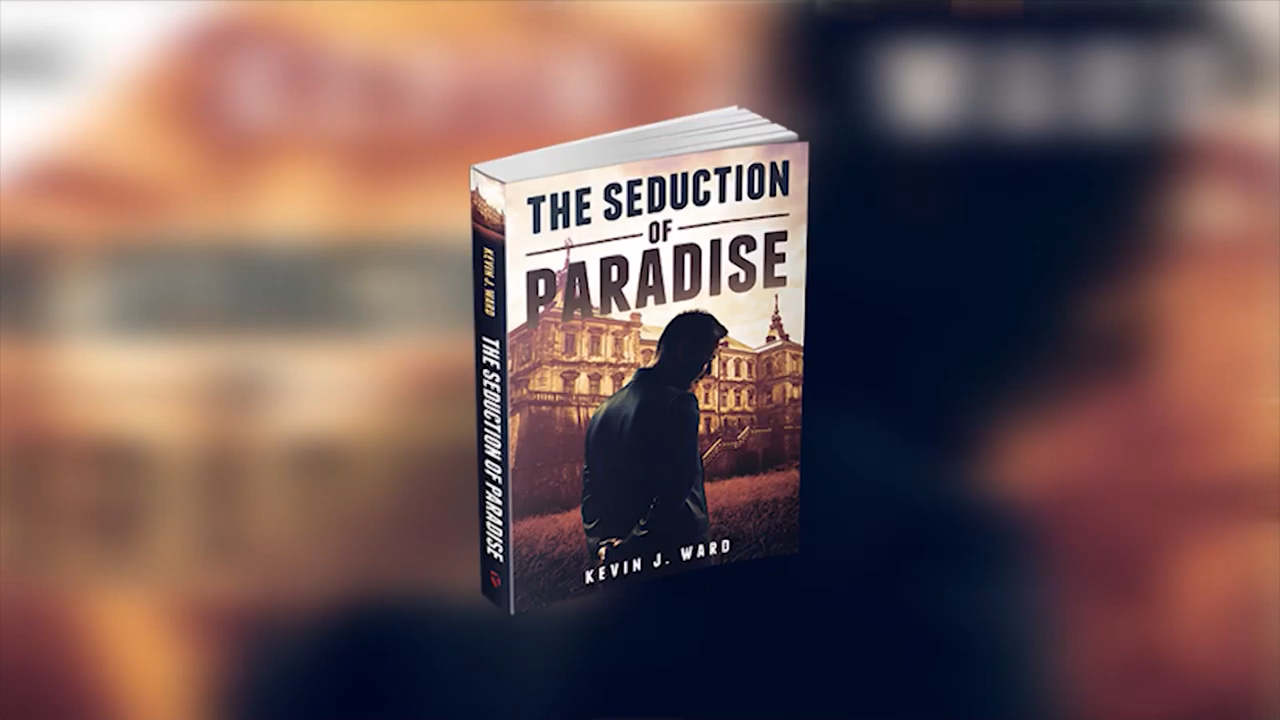 THE SEDUCTION
OF
PARADISE
KEVIN J. WARD
KEVIN J. WARD
THE SEDUCTION OF PARADISE